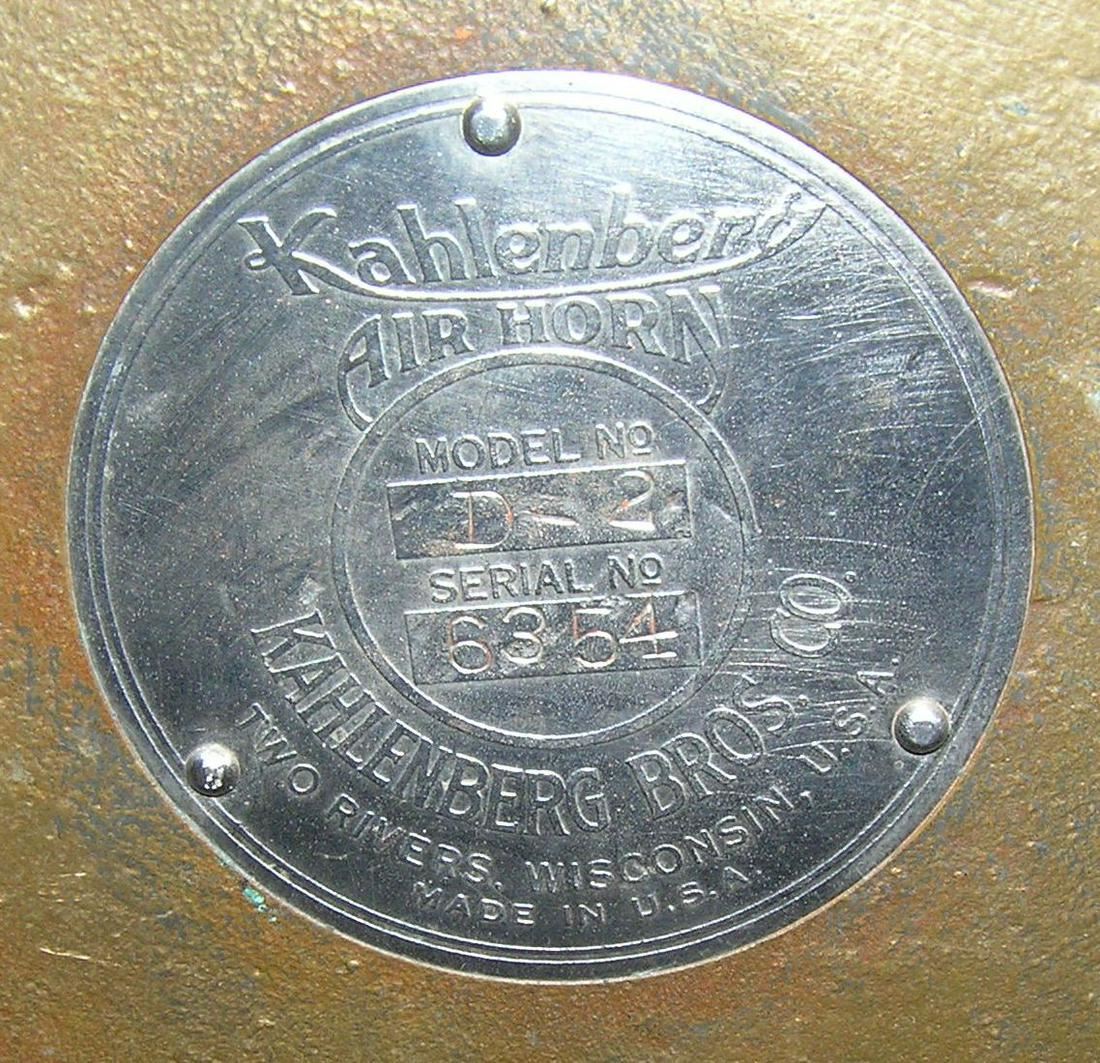 Kahlenberg
AIR HORN
MODEL NO
D-2
SERIAL NO
6354
KAHLENBERG BROS. CO.
TWO RIVERS, WISCONSIN, U.S.A.
MADE IN U.S.A.